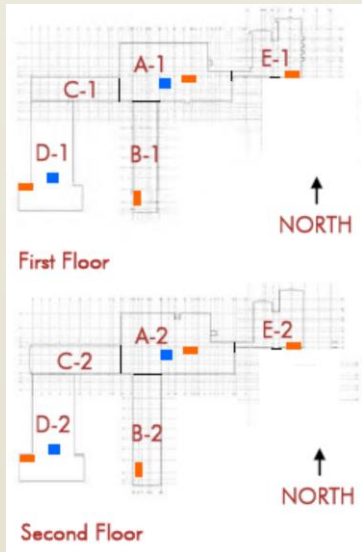 A-1
E-1
C-1
D-1
B-1
NORTH
First Floor
A-2
E-2
C-2
D-2
B-2
NORTH
Second Floor